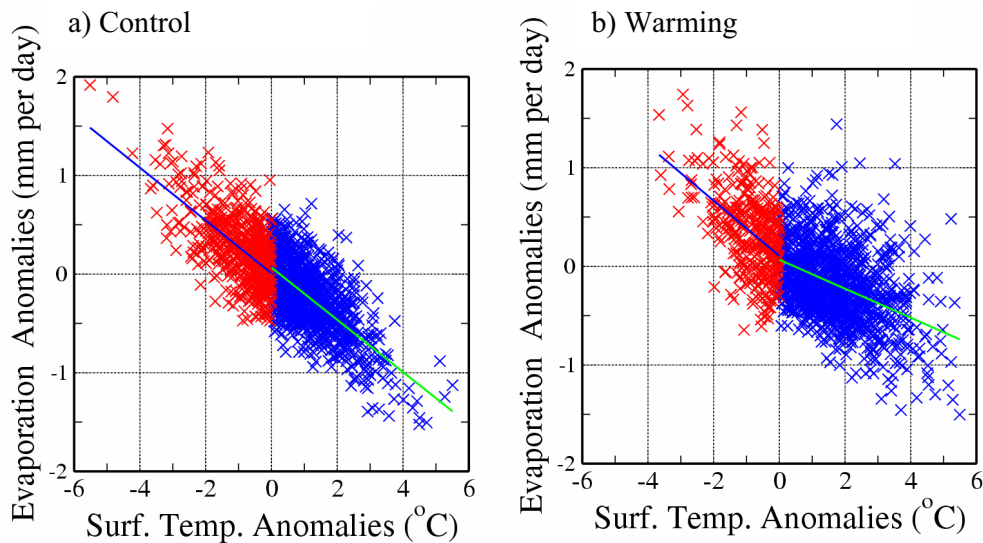 a) Control
Evaporation Anomalies (mm per day)
2
1
0
-1
-2
-6 -4 -2 0 2 4 6
Surf. Temp. Anomalies (°C)
b) Warming
Evaporation Anomalies (mm per day)
2
1
0
-1
-2
-6 -4 -2 0 2 4 6
Surf. Temp. Anomalies (°C)